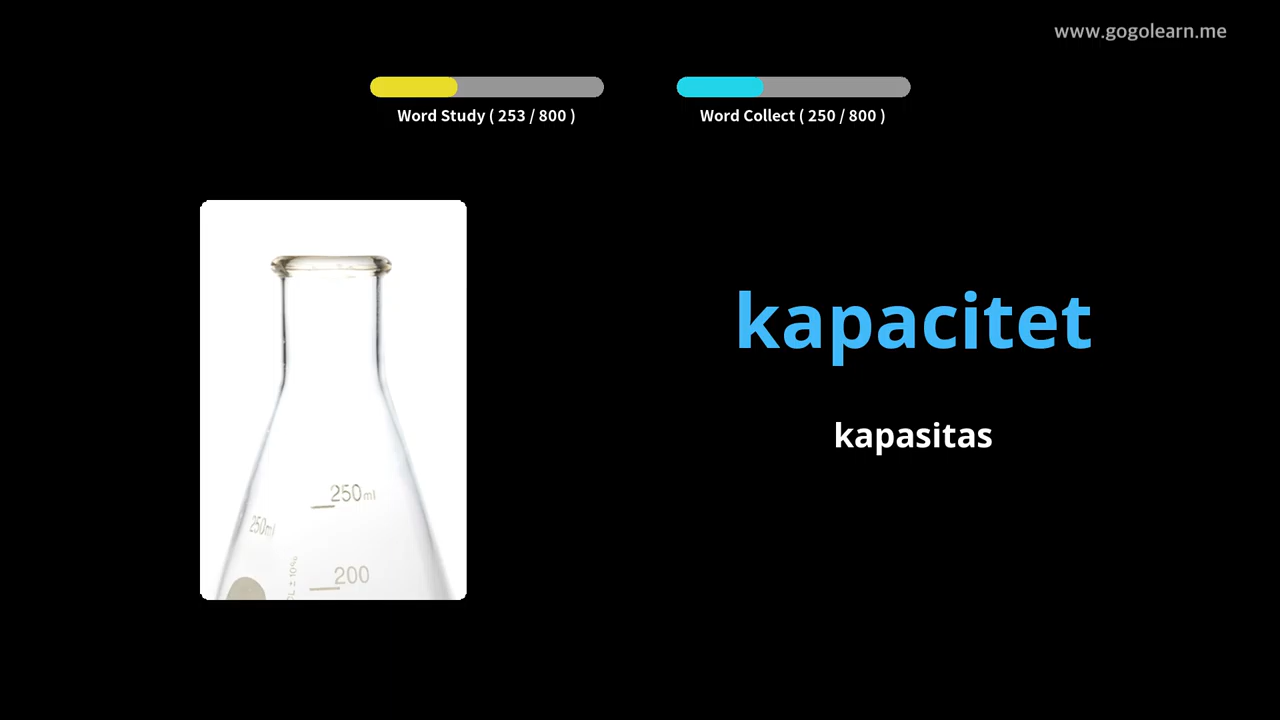 www.gogolearn.me
Word Study ( 253 / 800 )
Word Collect ( 250 / 800 )
kapacitet
kapasitas
250ml
250ml
200